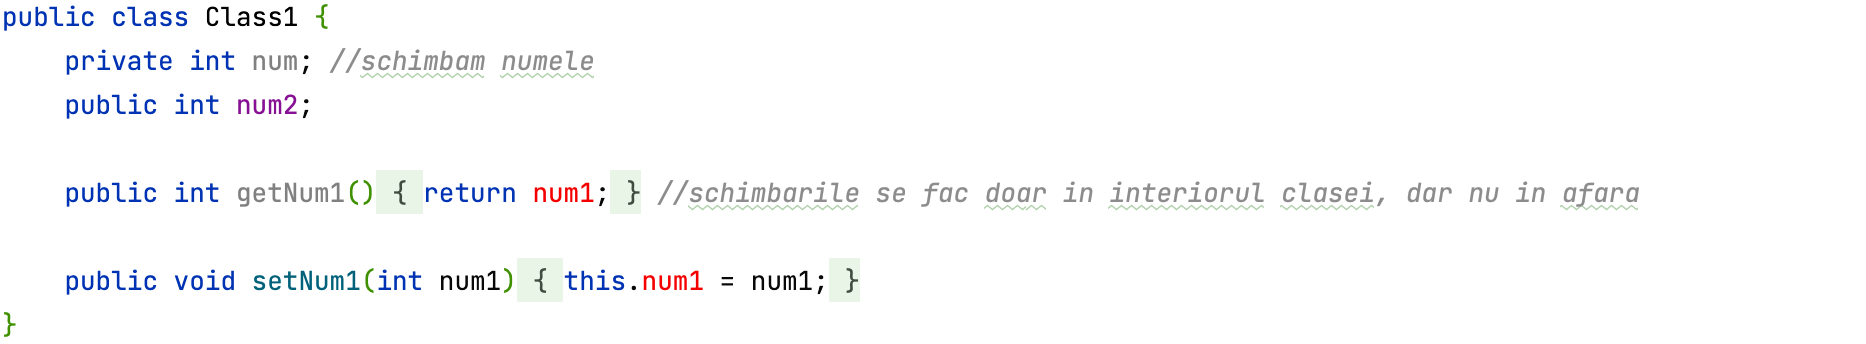 public class Class1 {
    private int num; //schimbam numele
    public int num2;

    public int getNum1() { return num1; } //schimbarile se fac doar in interiorul clasei, dar nu in afara

    public void setNum1(int num1) { this.num1 = num1; }
}